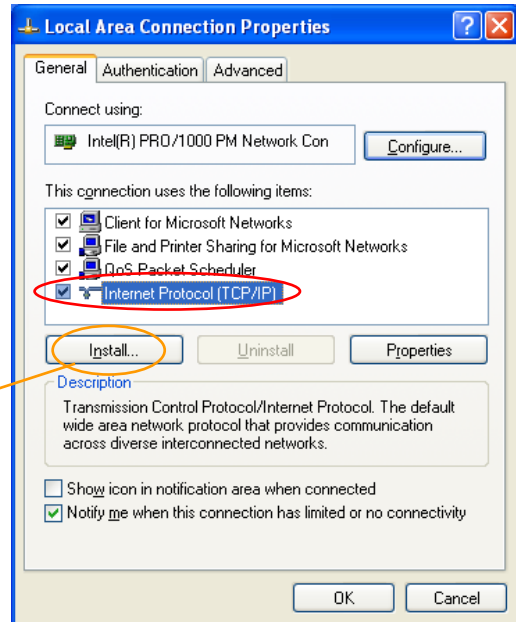 Local Area Connection Properties
General Authentication Advanced
Connect using:
Intel(R) PRO/1000 PM Network Con
Configure...
This connection uses the following items:
Client for Microsoft Networks
File and Printer Sharing for Microsoft Networks
QoS Packet Scheduler
Internet Protocol (TCP/IP)
Install... Uninstall Properties
Description
Transmission Control Protocol/Internet Protocol. The default
wide area network protocol that provides communication
across diverse interconnected networks.
Show icon in notification area when connected
Notify me when this connection has limited or no connectivity
OK Cancel